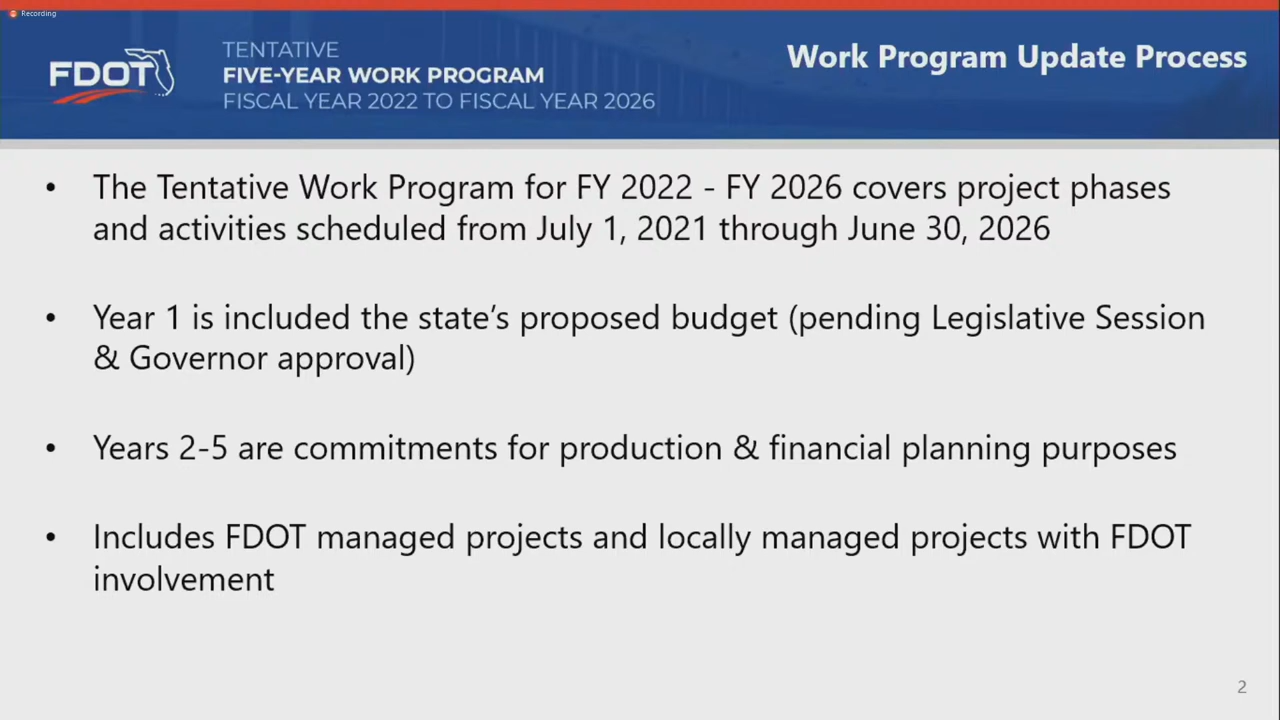 Recording
FDOT
TENTATIVE
FIVE-YEAR WORK PROGRAM
FISCAL YEAR 2022 TO FISCAL YEAR 2026
Work Program Update Process
• The Tentative Work Program for FY 2022 - FY 2026 covers project phases
and activities scheduled from July 1, 2021 through June 30, 2026
• Year 1 is included the state’s proposed budget (pending Legislative Session
& Governor approval)
• Years 2-5 are commitments for production & financial planning purposes
• Includes FDOT managed projects and locally managed projects with FDOT
involvement
2